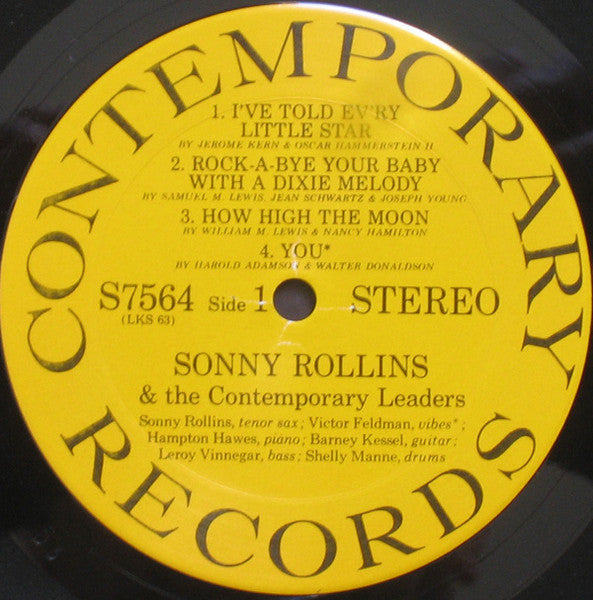 CONTEMPORARY
1. I'VE TOLD EV'RY
LITTLE STAR
BY JEROME KERN & OSCAR HAMMERSTEIN II
2. ROCK-A-BYE YOUR BABY
WITH A DIXIE MELODY
BY SAMUEL M. LEWIS, JEAN SCHWARTZ & JOSEPH YOUNG
3. HOW HIGH THE MOON
BY WILLIAM M. LEWIS & NANCY HAMILTON
4. YOU*
BY HAROLD ADAMSON & WALTER DONALDSON
S7564 Side 1 STEREO
(LKS 63)
SONNY ROLLINS
& the Contemporary Leaders
Sonny Rollins, tenor sax; Victor Feldman, vibes*;
Hampton Hawes, piano; Barney Kessel, guitar;
Leroy Vinnegar, bass; Shelly Manne, drums
RECORDS